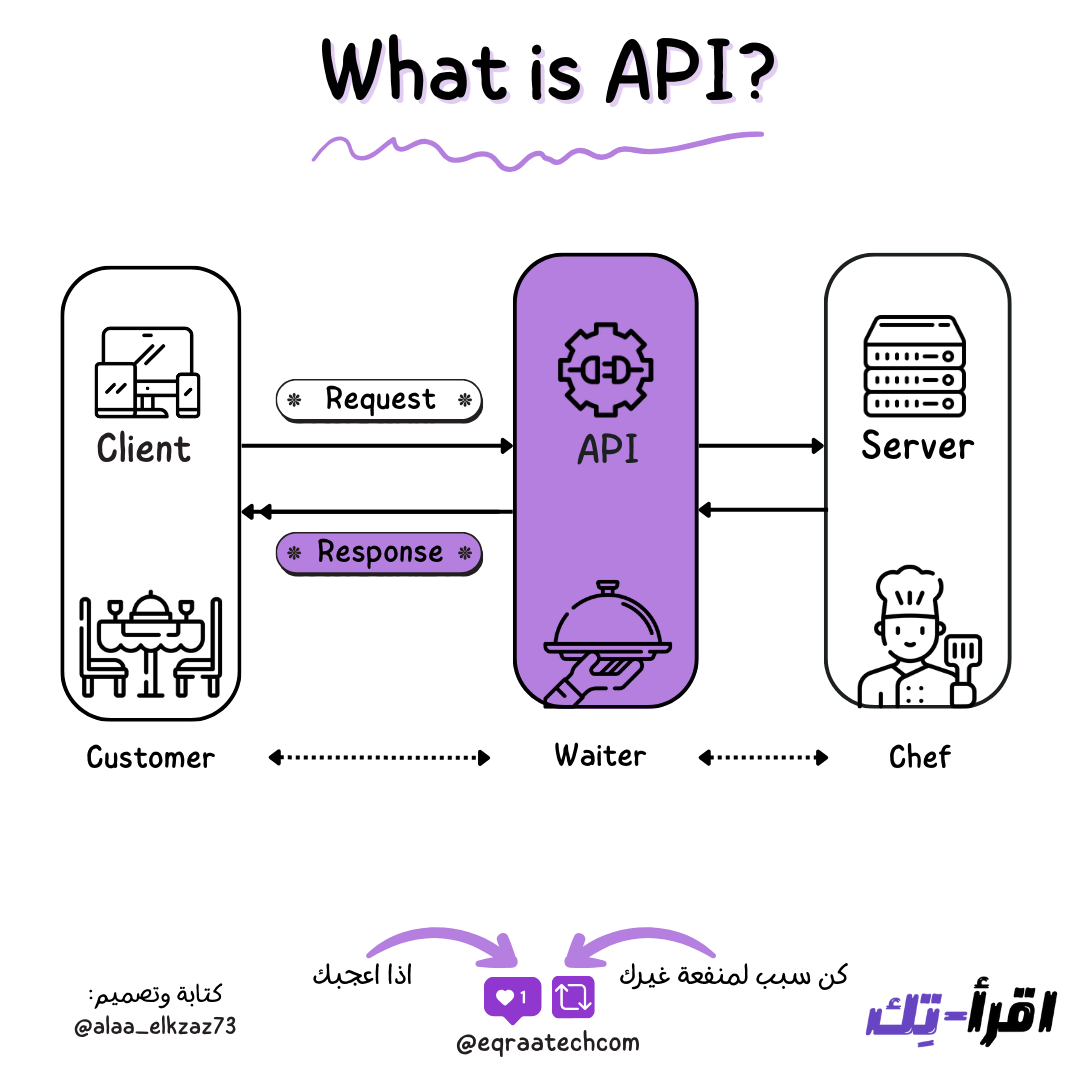 What is API?
Request
Client
API
Server
Response
Customer
Waiter
Chef
اذا اعجبك
كن سبب لمنفعة غيرك
1
كتابة وتصميم:
@alaa_elkzaz73
@eqraatechcom
اقرأ-تِك